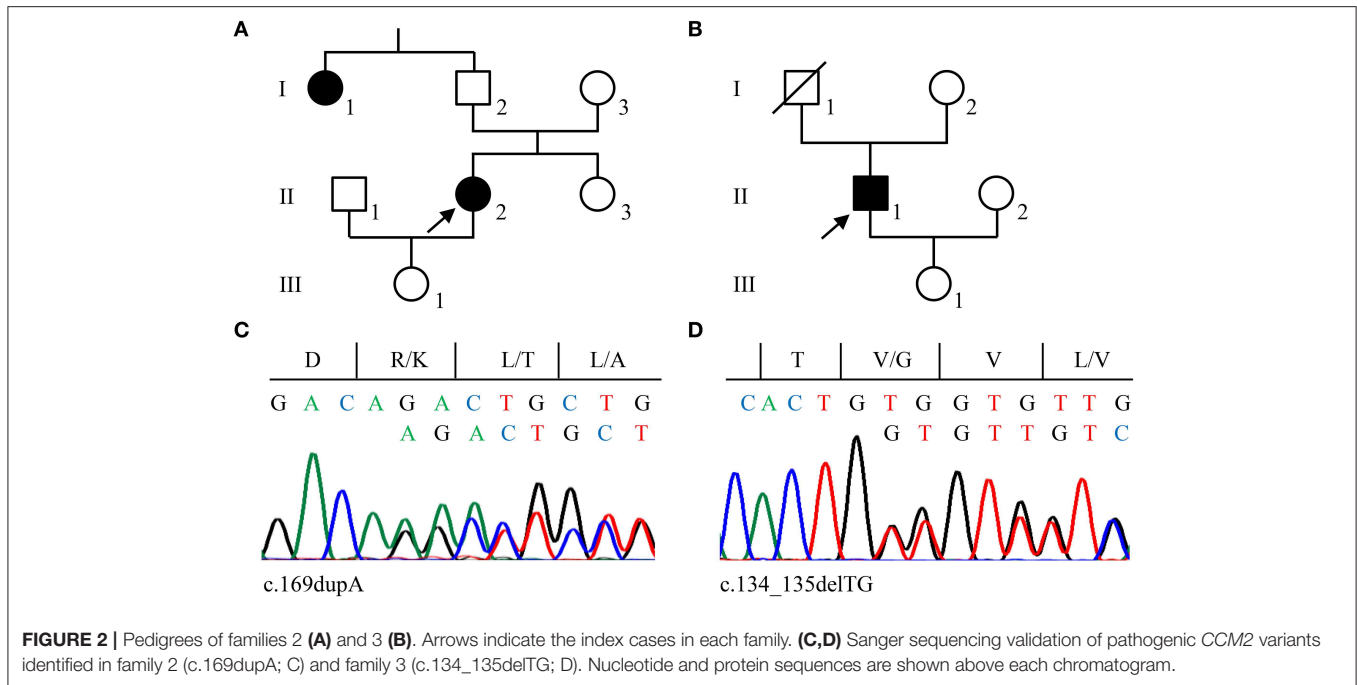 A
B
I
1
2
3
I
1
2
II
1
2
3
II
1
2
III
1
III
1
C
D
D R/K L/T L/A
G A C A G A C T G C T G
A G A C T G C T
c.169dupA
T V/G V L/V
C A C T G T G G T G T T G
G T G T T G T C
c.134_135delTG
FIGURE 2 | Pedigrees of families 2 (A) and 3 (B). Arrows indicate the index cases in each family. (C,D) Sanger sequencing validation of pathogenic CCM2 variants
identified in family 2 (c.169dupA; C) and family 3 (c.134_135delTG; D). Nucleotide and protein sequences are shown above each chromatogram.